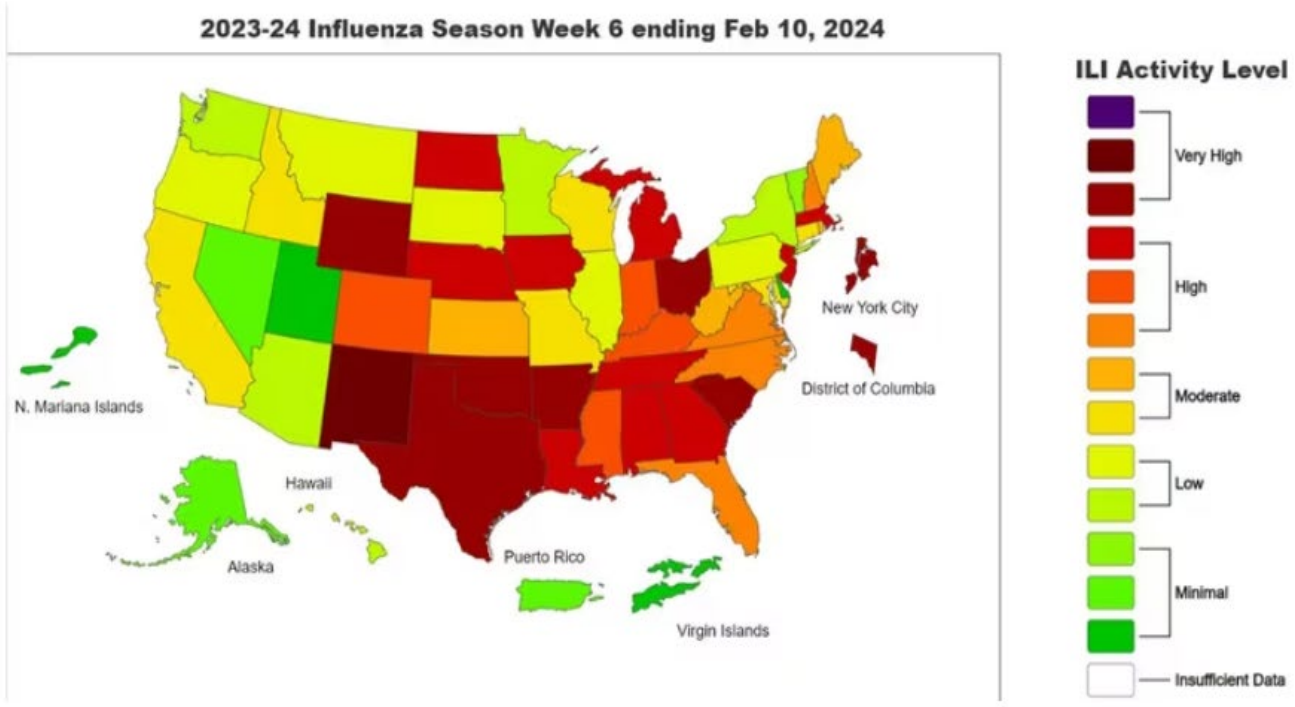 2023-24 Influenza Season Week 6 ending Feb 10, 2024
ILI Activity Level
Very High
High
Moderate
Low
Minimal
Insufficient Data
New York City
District of Columbia
N. Mariana Islands
Hawaii
Alaska
Puerto Rico
Virgin Islands